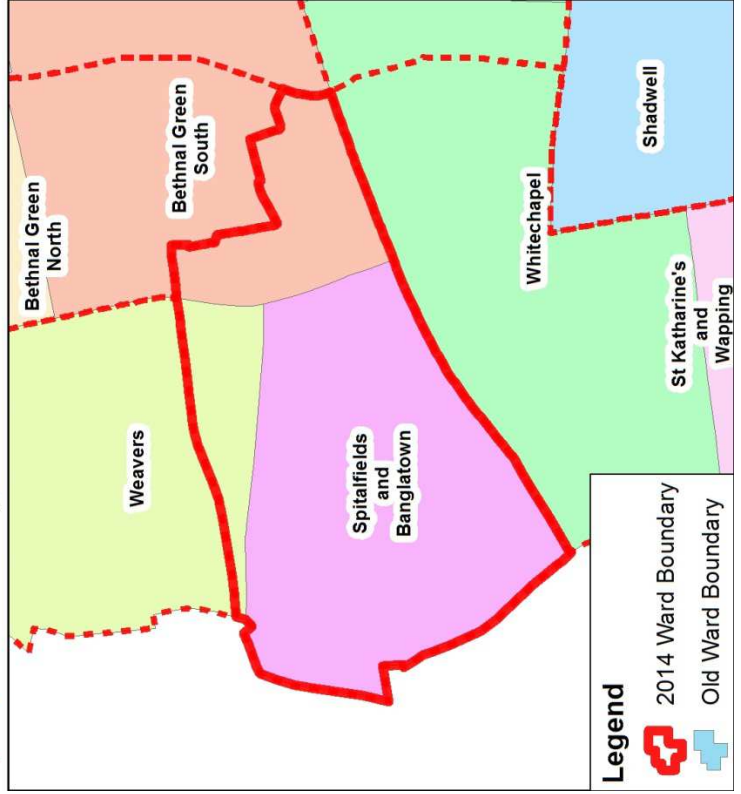 Bethnal Green
North
Bethnal Green
South
Weavers
Spitalfields
and
Banglatown
Whitechapel
Shadwell
St Katharine's
and
Wapping
Legend
2014 Ward Boundary
Old Ward Boundary